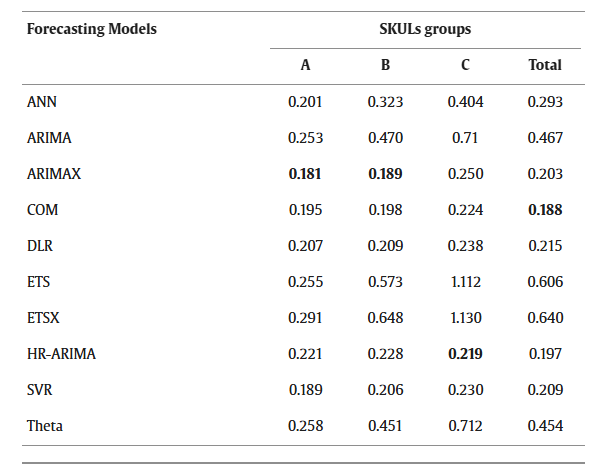 Forecasting Models SKULs groups
A B C Total
ANN 0.201 0.323 0.404 0.293
ARIMA 0.253 0.470 0.71 0.467
ARIMAX 0.181 0.189 0.250 0.203
COM 0.195 0.198 0.224 0.188
DLR 0.207 0.209 0.238 0.215
ETS 0.255 0.573 1.112 0.606
ETSX 0.291 0.648 1.130 0.640
HR-ARIMA 0.221 0.228 0.219 0.197
SVR 0.189 0.206 0.230 0.209
Theta 0.258 0.451 0.712 0.454